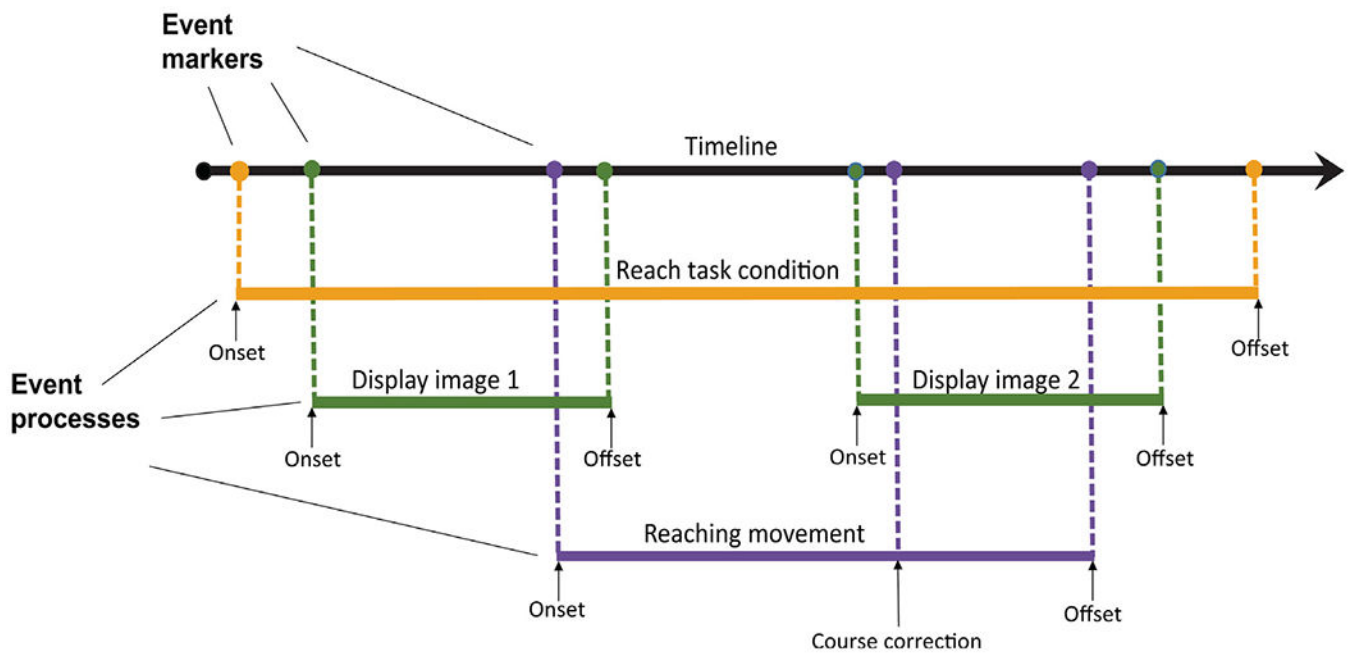 Event
markers
Timeline
Reach task condition
Onset
Offset
Event
processes
Display image 1
Display image 2
Onset
Offset
Onset
Offset
Reaching movement
Onset
Offset
Course correction